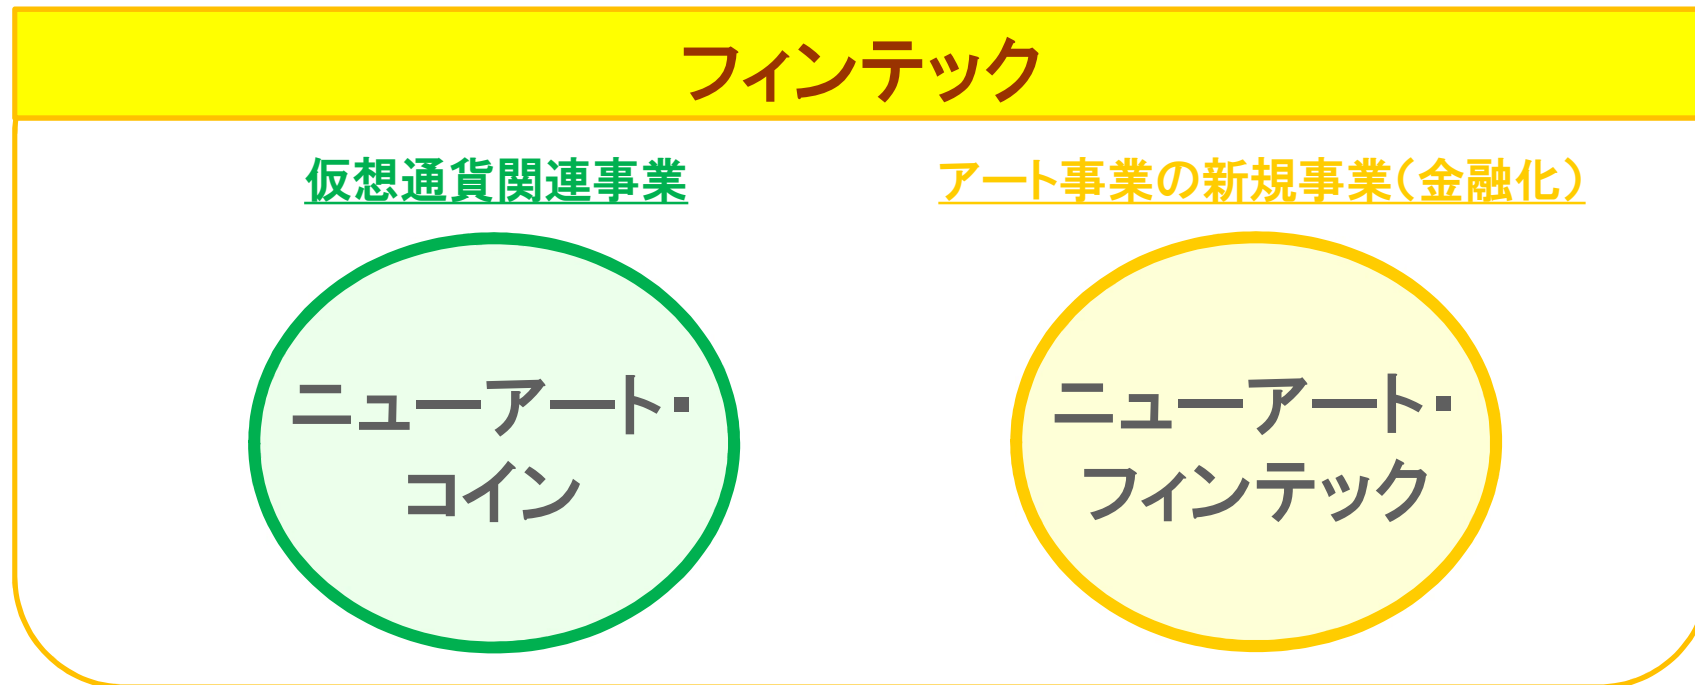 フィンテック
仮想通貨関連事業
アート事業の新規事業(金融化)
ニューアート・
コイン
ニューアート・
フィンテック